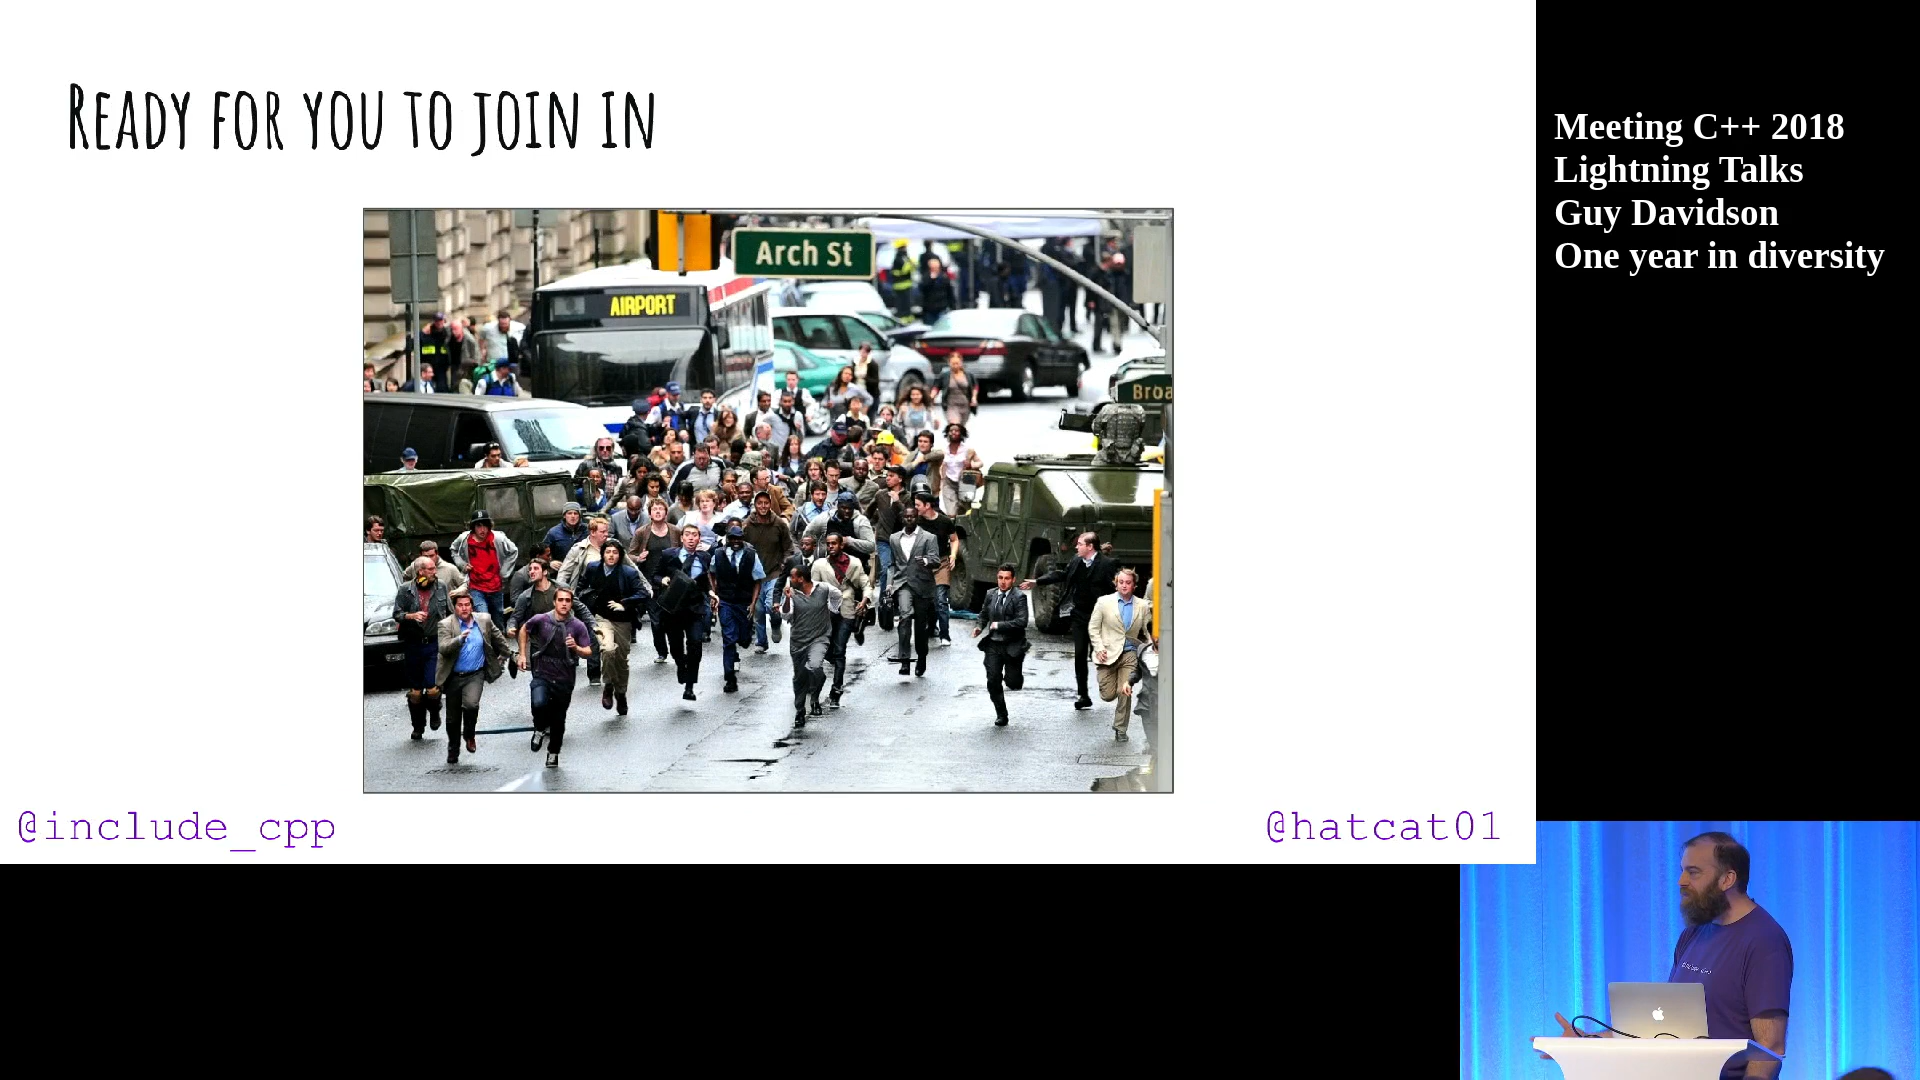 Ready for you to join in
Arch St
AIRPORT
Broa
@include_cpp
@hatcat01
Meeting C++ 2018
Lightning Talks
Guy Davidson
One year in diversity